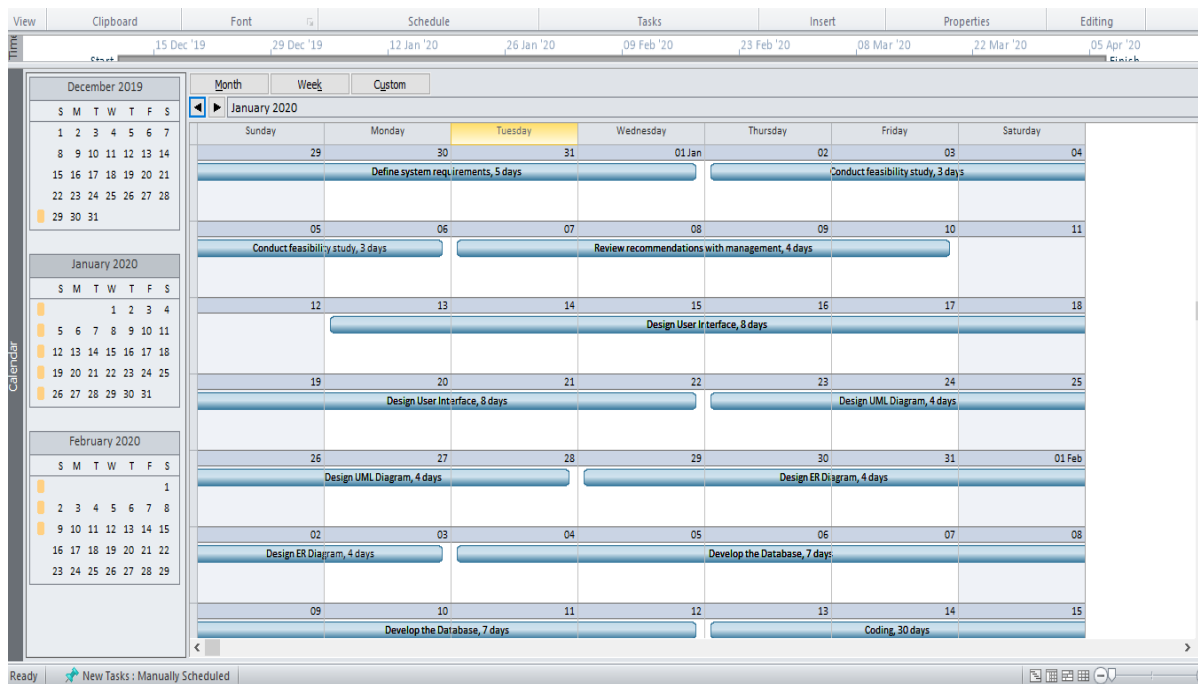 View Clipboard Font Schedule Tasks Insert Properties Editing
15 Dec '19 29 Dec '19 12 Jan '20 26 Jan '20 09 Feb '20 23 Feb '20 08 Mar '20 22 Mar '20 05 Apr '20
Start Finish
Calendar
December 2019
S M T W T F S
1 2 3 4 5 6 7
8 9 10 11 12 13 14
15 16 17 18 19 20 21
22 23 24 25 26 27 28
29 30 31
January 2020
S M T W T F S
1 2 3 4
5 6 7 8 9 10 11
12 13 14 15 16 17 18
19 20 21 22 23 24 25
26 27 28 29 30 31
February 2020
S M T W T F S
1
2 3 4 5 6 7 8
9 10 11 12 13 14 15
16 17 18 19 20 21 22
23 24 25 26 27 28 29
Month Week Custom
January 2020
Sunday Monday Tuesday Wednesday Thursday Friday Saturday
29 30 31 01 Jan 02 03 04
Define system requirements, 5 days Conduct feasibility study, 3 days
05 06 07 08 09 10 11
Conduct feasibility study, 3 days Review recommendations with management, 4 days
12 13 14 15 16 17 18
Design User Interface, 8 days
19 20 21 22 23 24 25
Design User Interface, 8 days Design UML Diagram, 4 days
26 27 28 29 30 31 01 Feb
Design UML Diagram, 4 days Design ER Diagram, 4 days
02 03 04 05 06 07 08
Design ER Diagram, 4 days Develop the Database, 7 days
09 10 11 12 13 14 15
Develop the Database, 7 days Coding, 30 days
Ready New Tasks : Manually Scheduled